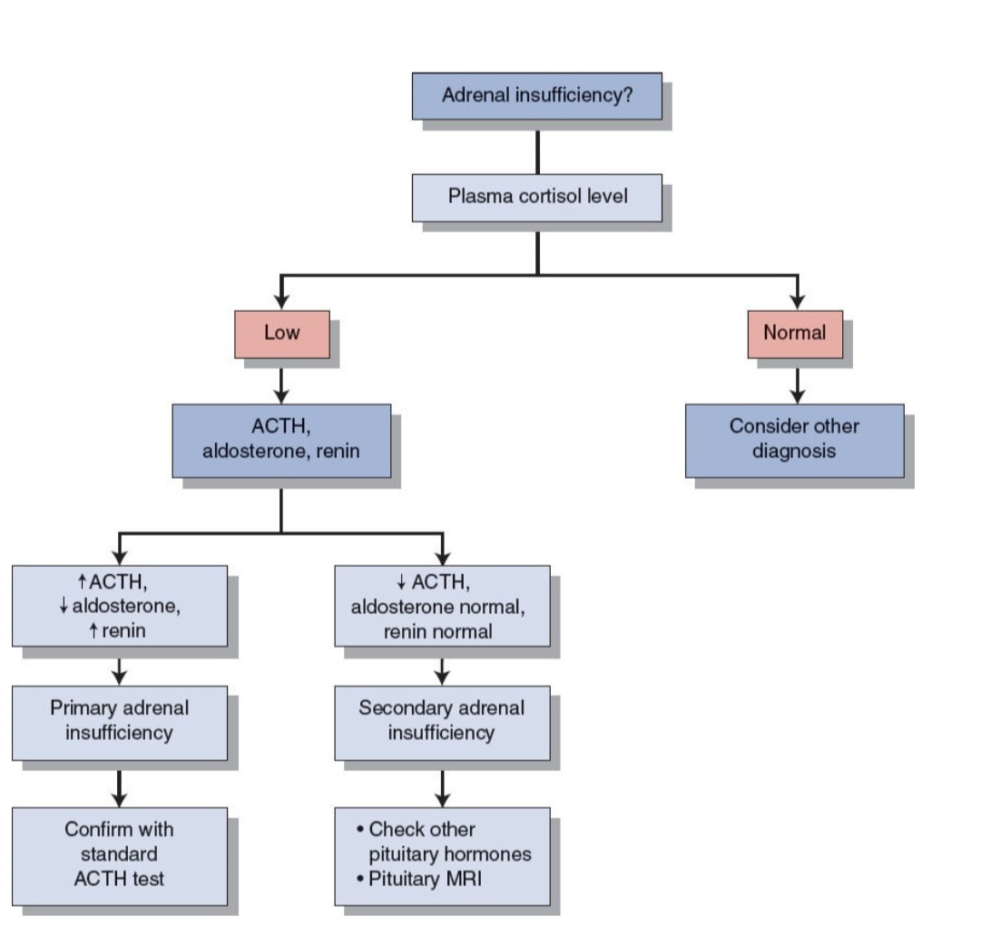 Adrenal insufficiency?
Plasma cortisol level
Low
Normal
ACTH,
aldosterone, renin
Consider other
diagnosis
↑ACTH,
↓aldosterone,
↑renin
↓ ACTH,
aldosterone normal,
renin normal
Primary adrenal
insufficiency
Secondary adrenal
insufficiency
Confirm with
standard
ACTH test
• Check other
pituitary hormones
• Pituitary MRI